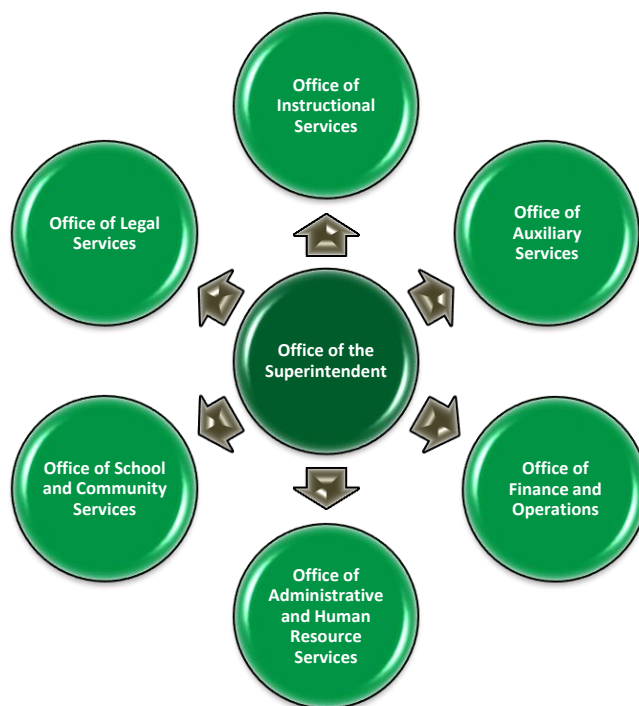 Office of
Instructional
Services
Office of Legal
Services
Office of
Auxiliary
Services
Office of the
Superintendent
Office of School
and Community
Services
Office of
Finance and
Operations
Office of
Administrative
and Human
Resource
Services